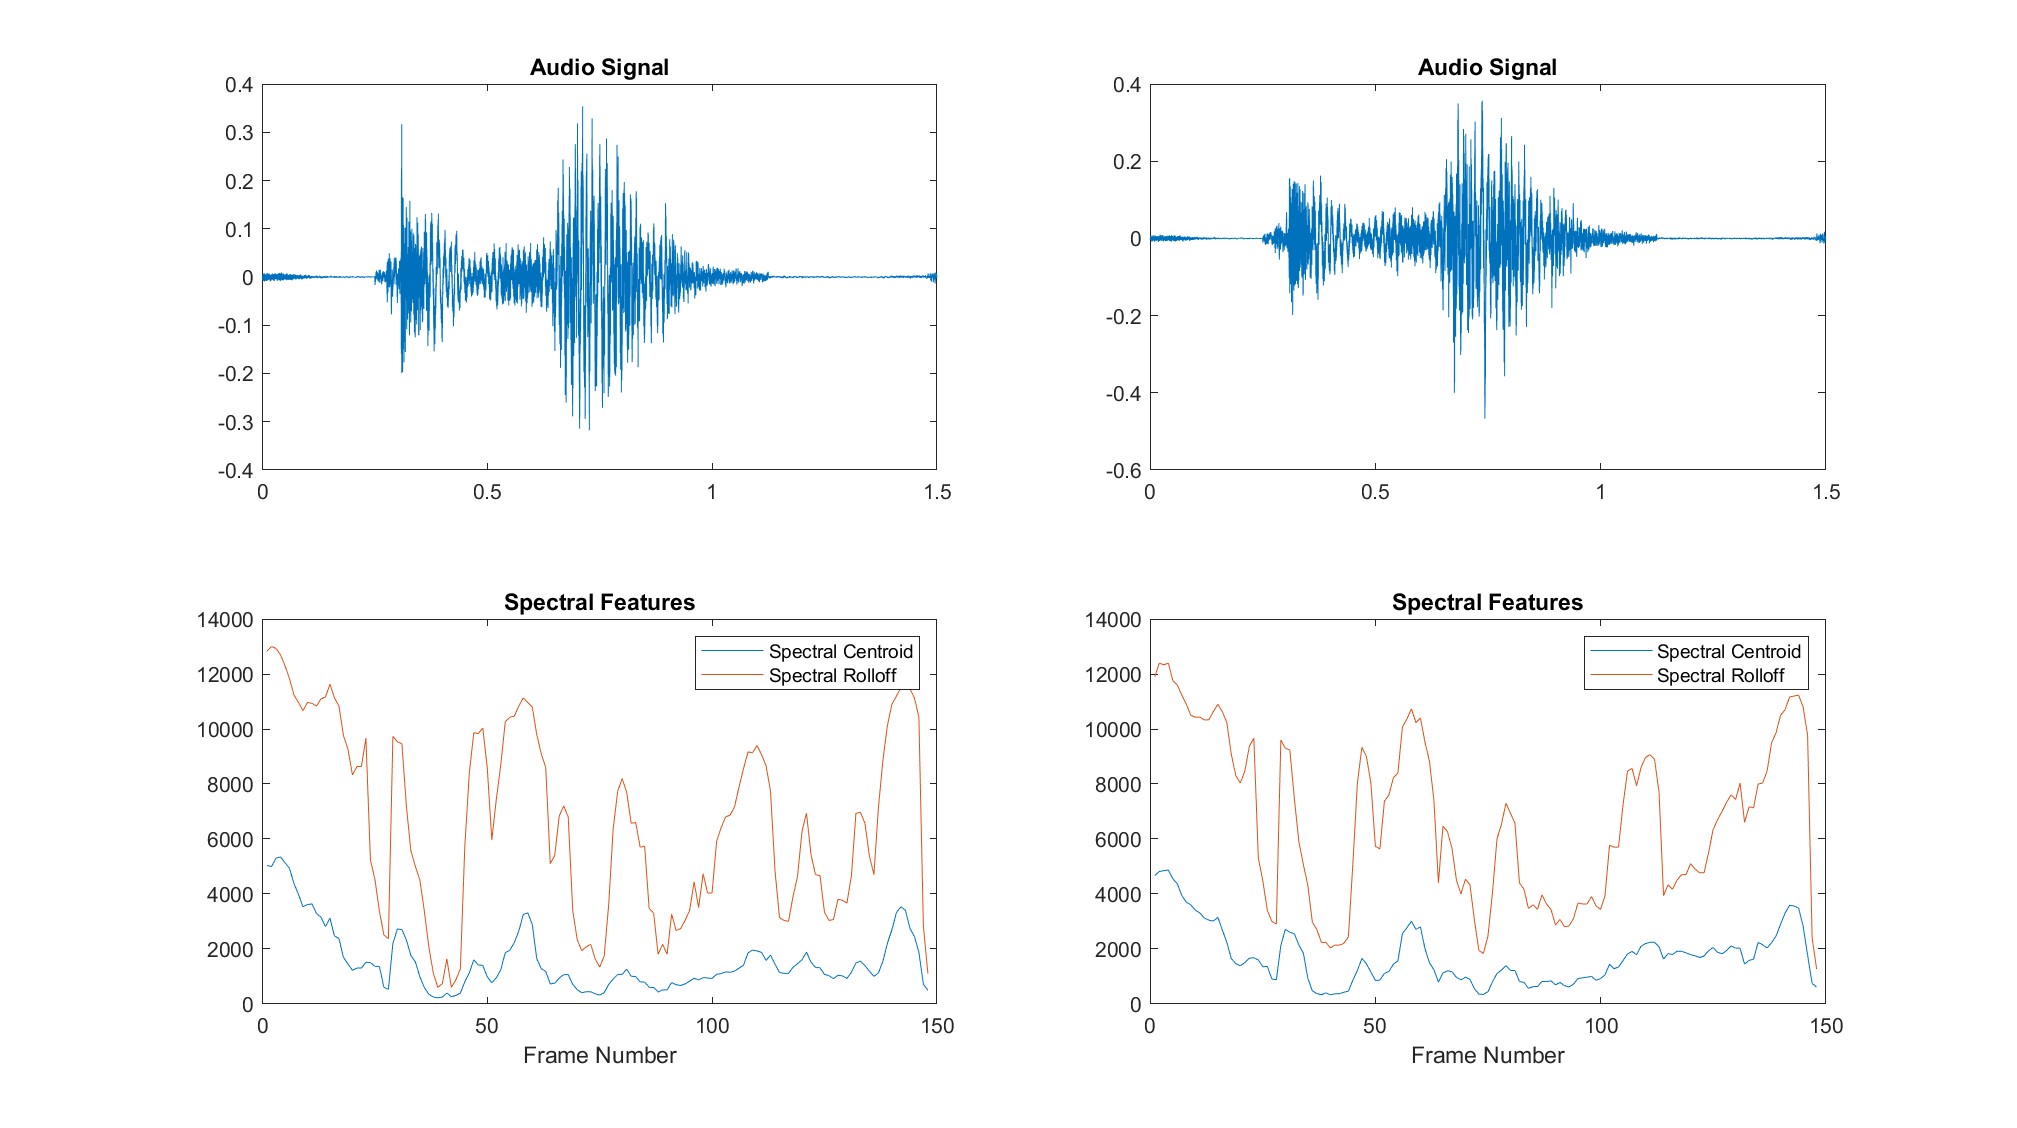 Audio Signal
0.4
0.3
0.2
0.1
0
-0.1
-0.2
-0.3
-0.4
0 0.5 1 1.5
Audio Signal
0.4
0.2
0
-0.2
-0.4
-0.6
0 0.5 1 1.5
Spectral Features
14000
12000
10000
8000
6000
4000
2000
0
Spectral Centroid
Spectral Rolloff
0 50 100 150
Frame Number
Spectral Features
14000
12000
10000
8000
6000
4000
2000
0
Spectral Centroid
Spectral Rolloff
0 50 100 150
Frame Number